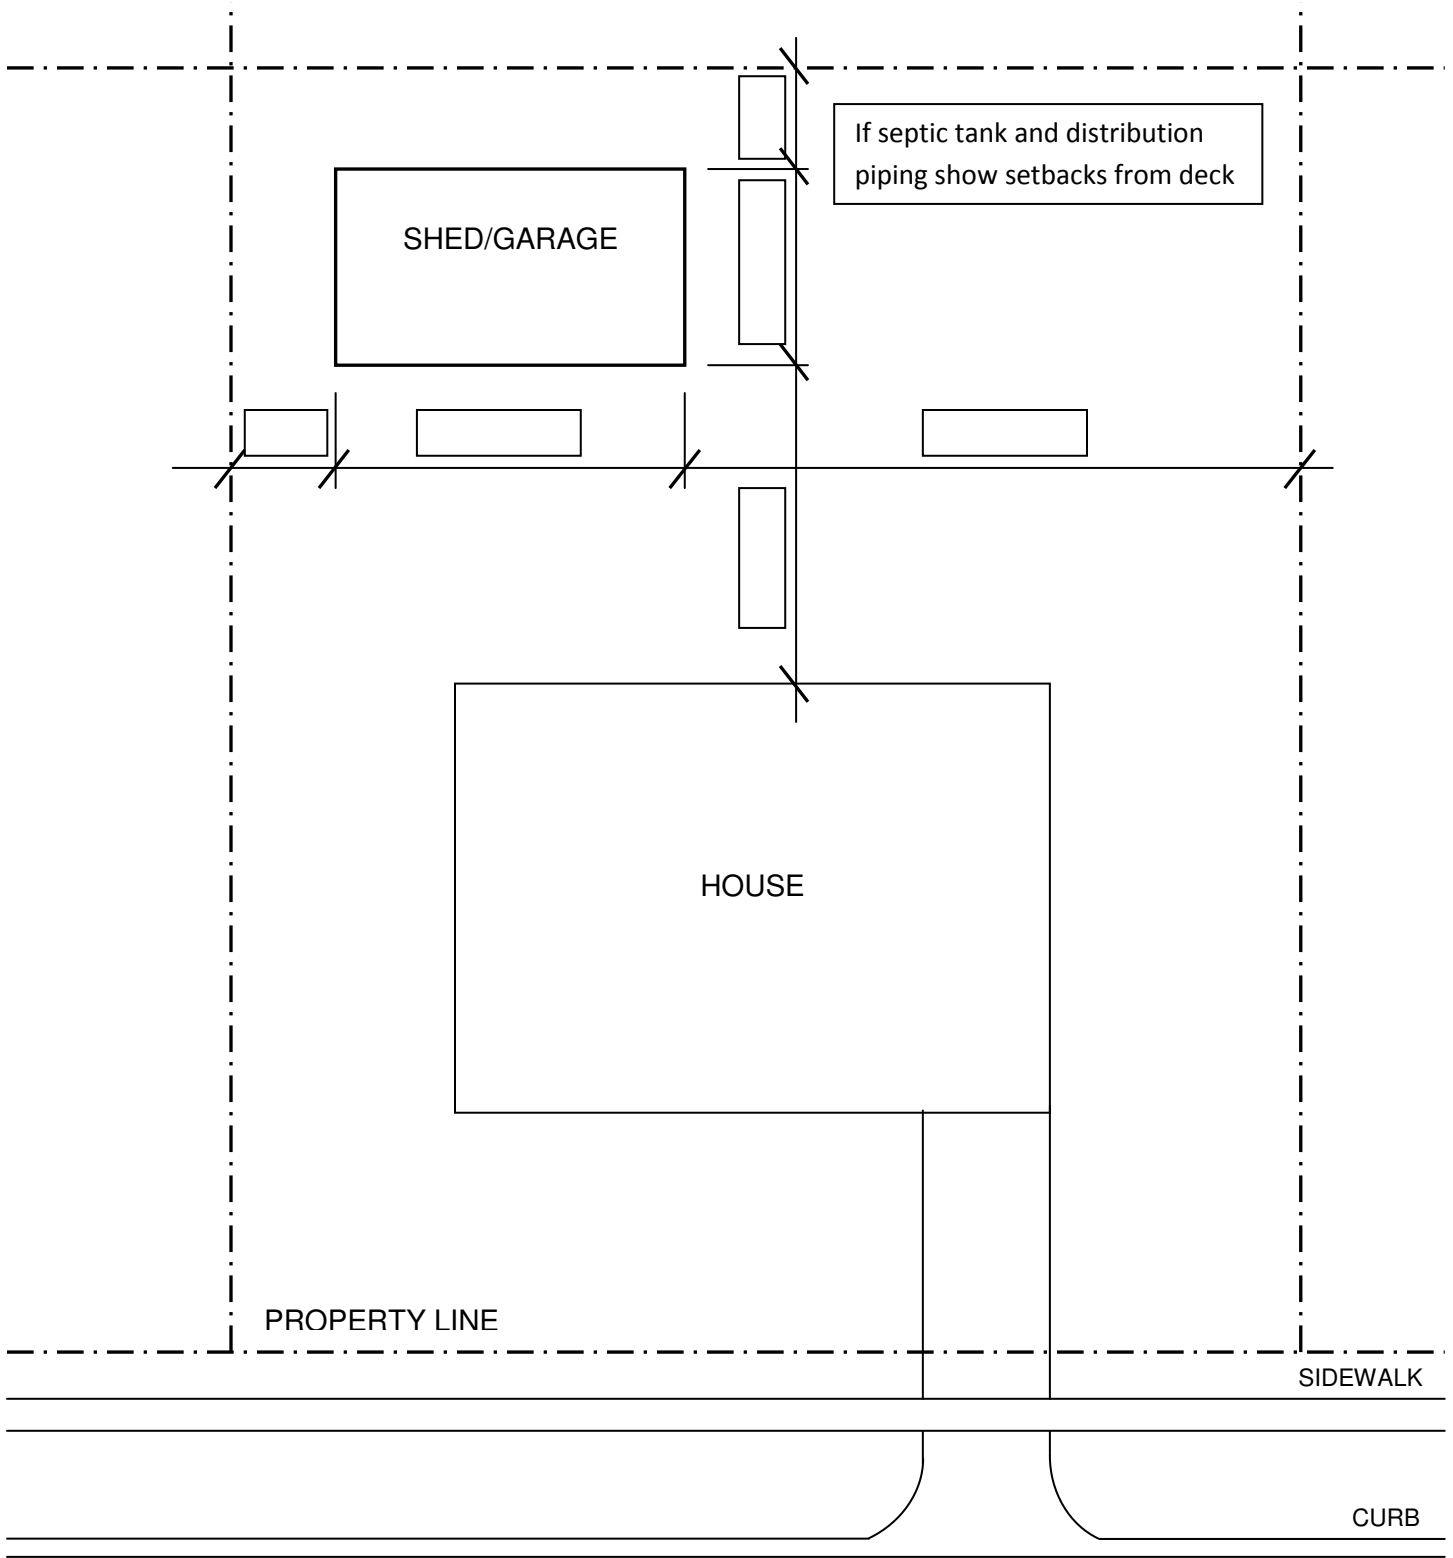 If septic tank and distribution
piping show setbacks from deck
SHED/GARAGE
HOUSE
PROPERTY LINE
SIDEWALK
CURB